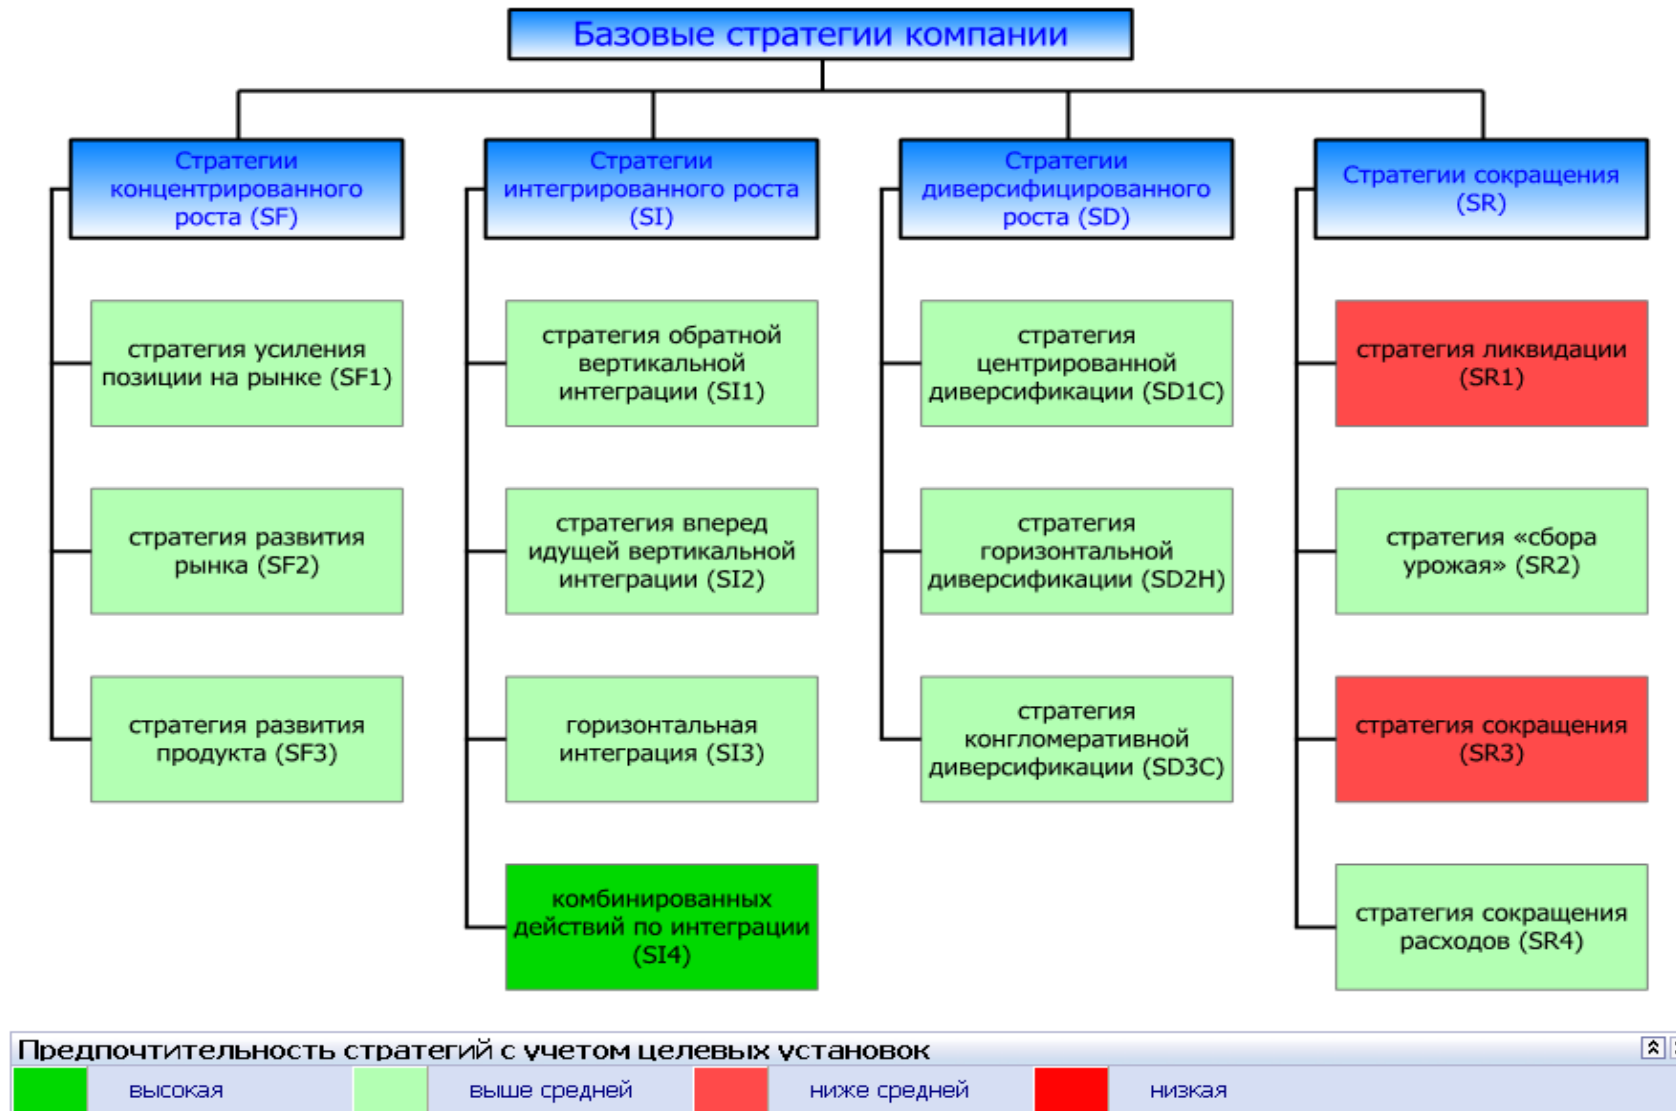 Базовые стратегии компании
Стратегии
концентрированного
роста (SF)
Стратегии
интегрированного роста
(SI)
Стратегии
диверсифицированного
роста (SD)
Стратегии сокращения
(SR)
стратегия усиления
позиции на рынке (SF1)
стратегия обратной
вертикальной
интеграции (SI1)
стратегия
центрированной
диверсификации (SD1C)
стратегия ликвидации
(SR1)
стратегия развития
рынка (SF2)
стратегия вперед
идущей вертикальной
интеграции (SI2)
стратегия
горизонтальной
диверсификации (SD2H)
стратегия «сбора
урожая» (SR2)
стратегия развития
продукта (SF3)
горизонтальная
интеграция (SI3)
стратегия
конгломеративной
диверсификации (SD3C)
стратегия сокращения
(SR3)
комбинированных
действий по интеграции
(SI4)
стратегия сокращения
расходов (SR4)
Предпочтительность стратегий с учетом целевых установок
высокая
выше средней
ниже средней
низкая